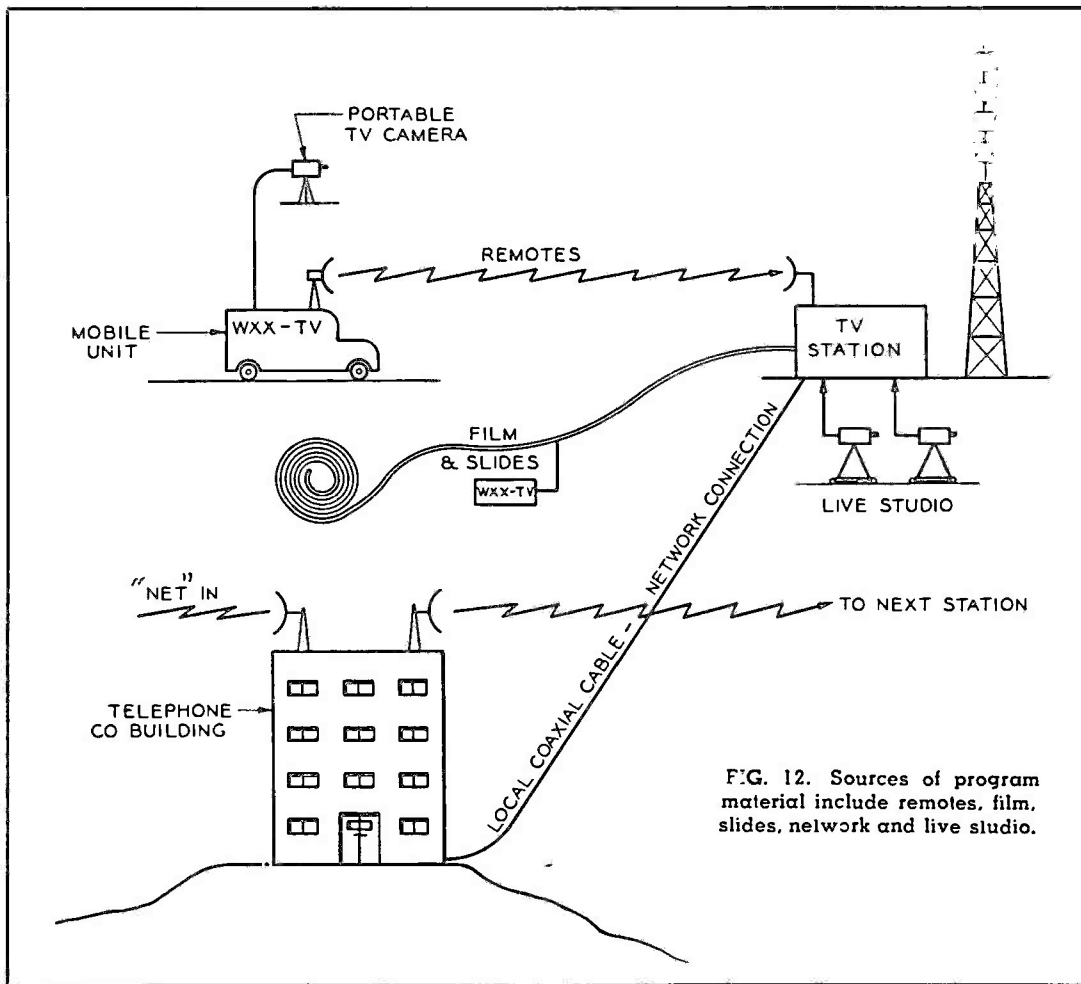 PORTABLE
TV CAMERA
REMOTES
MOBILE
UNIT
WXX-TV
TV
STATION
FILM
& SLIDES
WXX-TV
LIVE STUDIO
LOCAL COAXIAL CABLE - NETWORK CONNECTION
"NET" IN
TO NEXT STATION
TELEPHONE
CO BUILDING
FIG. 12. Sources of program
material include remotes, film,
slides, network and live studio.